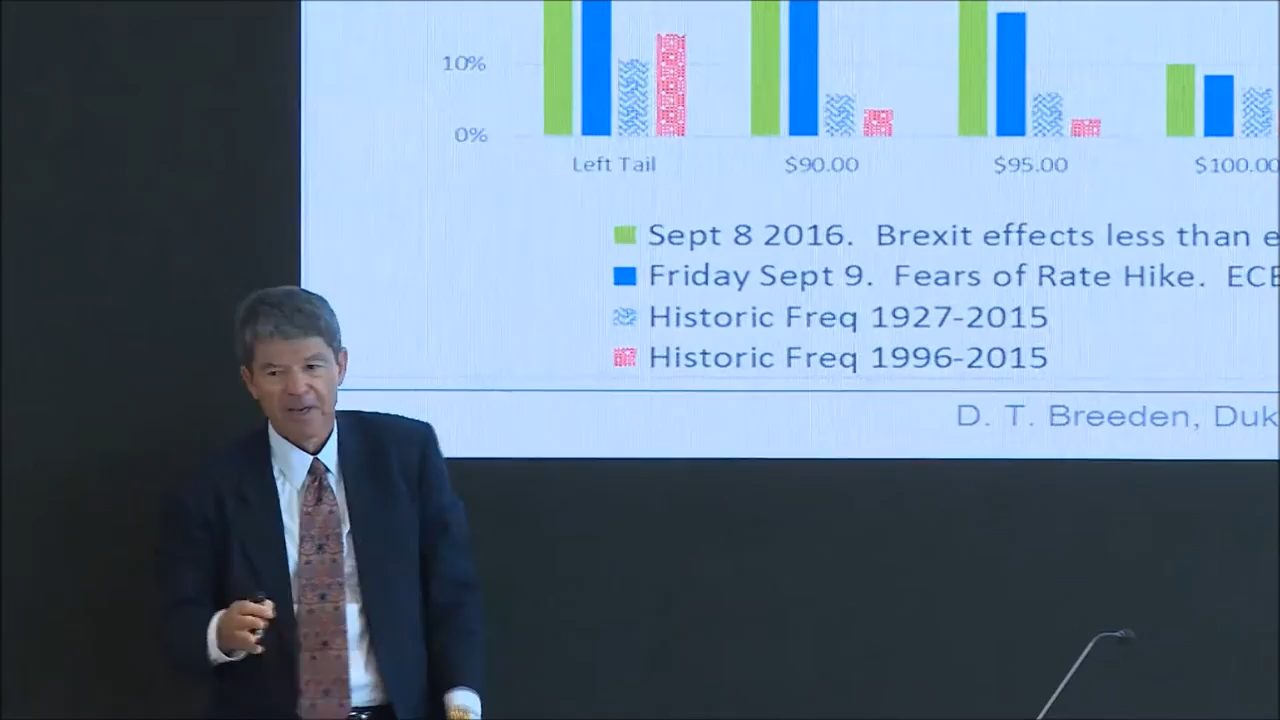 10%
0%
Left Tail $90.00 $95.00 $100.00
Sept 8 2016. Brexit effects less than
Friday Sept 9. Fears of Rate Hike.
Historic Freq 1927-2015
Historic Freq 1996-2015
D. T. Breeden,